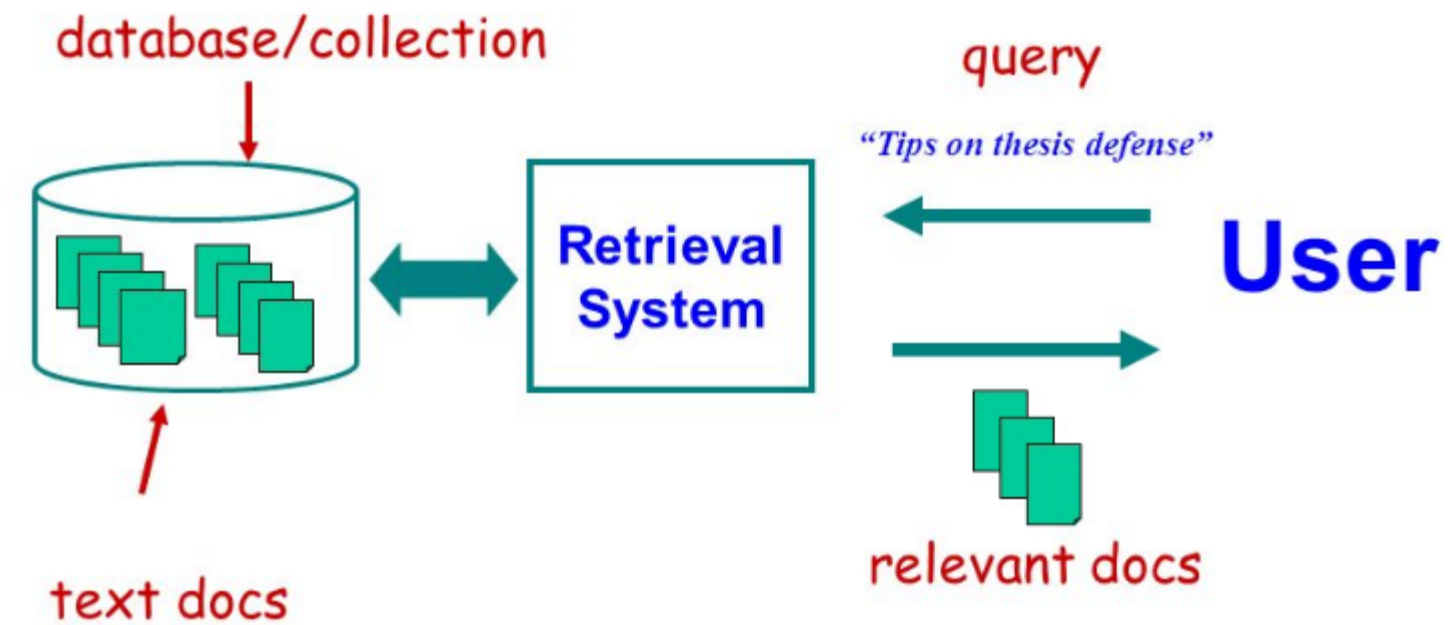 database/collection
query
“Tips on thesis defense”
Retrieval
System
User
relevant docs
text docs